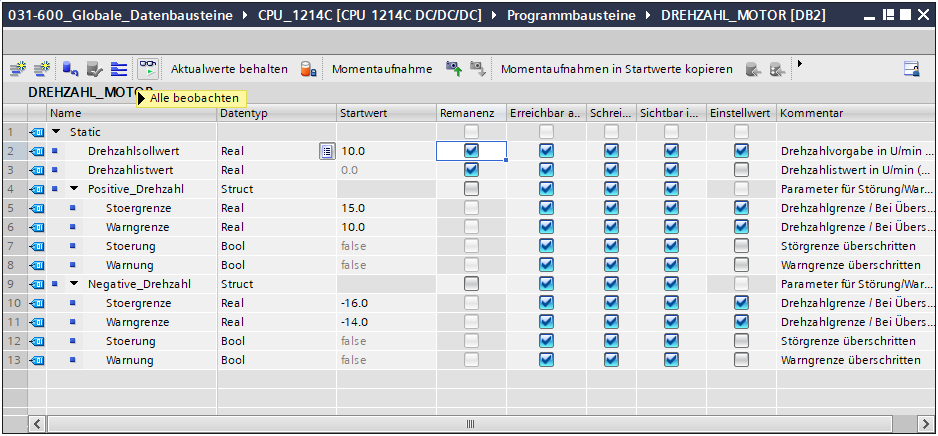 031-600_Globale_Datenbausteine CPU_1214C [CPU 1214C DC/DC/DC] Programmbausteine DREHZAHL_MOTOR [DB2]
Aktualwerte behalten Momentaufnahme Momentaufnahmen in Startwerte kopieren
DREHZAHL_MOTOR
Alle beobachten
Name Datentyp Startwert Remanenz Erreichbar a.. Schrei... Sichtbar i... Einstellwert Kommentar
1 Static
2 Drehzahlsollwert Real 10.0 Drehzahlvorgabe in U/min ...
3 Drehzahlistwert Real 0.0 Drehzahlistwert in U/min (...
4 Positive_Drehzahl Struct Parameter für Störung/War...
5 Stoergrenze Real 15.0 Drehzahlgrenze / Bei Übers...
6 Warngrenze Real 10.0 Drehzahlgrenze / Bei Übers...
7 Stoerung Bool false Störgrenze überschritten
8 Warnung Bool false Warngrenze überschritten
9 Negative_Drehzahl Struct Parameter für Störung/War...
10 Stoergrenze Real -16.0 Drehzahlgrenze / Bei Übers...
11 Warngrenze Real -14.0 Drehzahlgrenze / Bei Übers...
12 Stoerung Bool false Störgrenze überschritten
13 Warnung Bool false Warngrenze überschritten